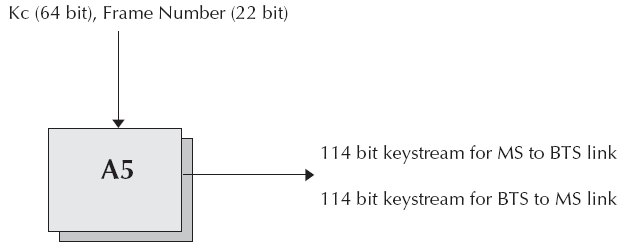 Kc (64 bit), Frame Number (22 bit)
A5
114 bit keystream for MS to BTS link
114 bit keystream for BTS to MS link